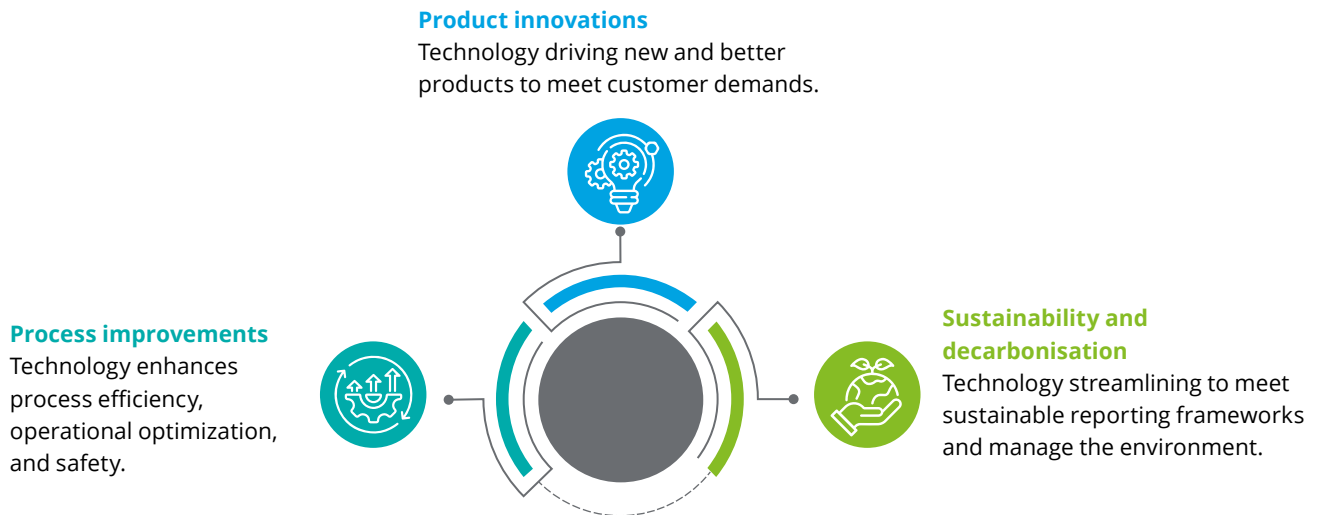 Product innovations
Technology driving new and better
products to meet customer demands.
Process improvements
Technology enhances
process efficiency,
operational optimization,
and safety.
Sustainability and
decarbonisation
Technology streamlining to meet
sustainable reporting frameworks
and manage the environment.